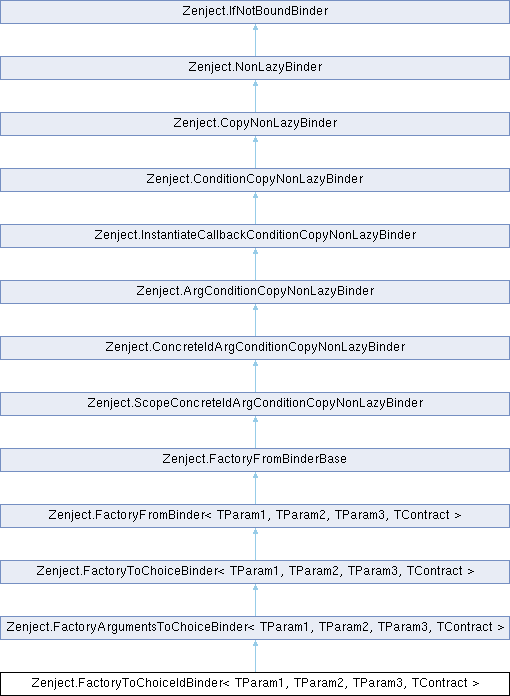 Zenject.IfNotBoundBinder
Zenject.NonLazyBinder
Zenject.CopyNonLazyBinder
Zenject.ConditionCopyNonLazyBinder
Zenject.InstantiateCallbackConditionCopyNonLazyBinder
Zenject.ArgConditionCopyNonLazyBinder
Zenject.ConcreteIdArgConditionCopyNonLazyBinder
Zenject.ScopeConcreteIdArgConditionCopyNonLazyBinder
Zenject.FactoryFromBinderBase
Zenject.FactoryFromBinder< TParam1, TParam2, TParam3, TContract >
Zenject.FactoryToChoiceBinder< TParam1, TParam2, TParam3, TContract >
Zenject.FactoryArgumentsToChoiceBinder< TParam1, TParam2, TParam3, TContract >
Zenject.FactoryToChoiceIdBinder< TParam1, TParam2, TParam3, TContract >